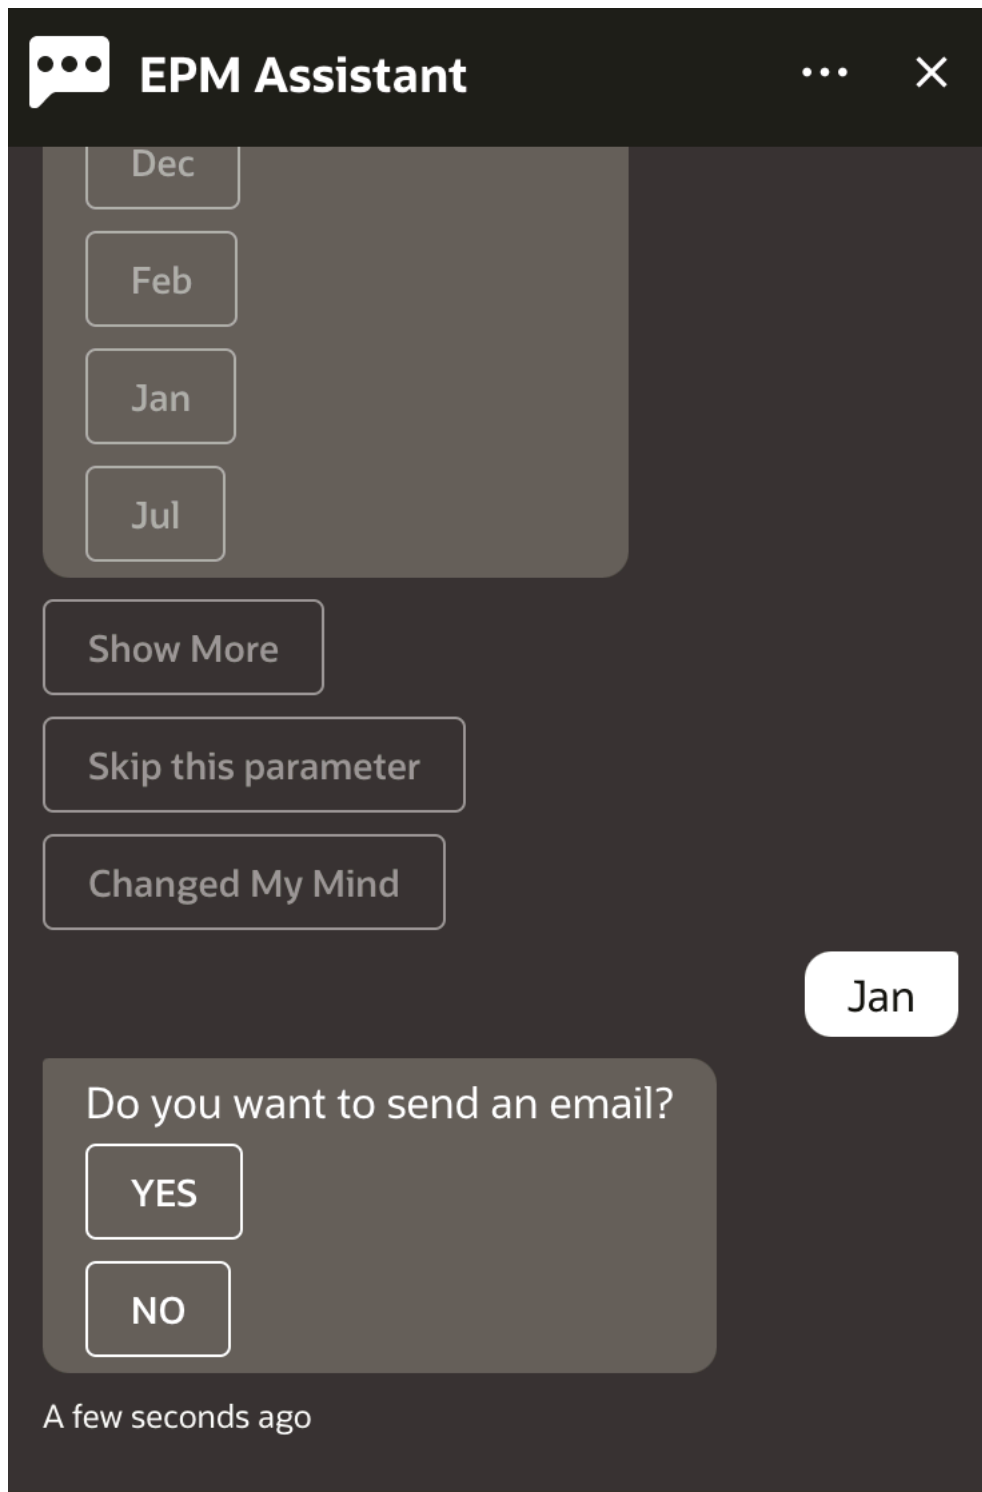 EPM Assistant
Dec
Feb
Jan
Jul
Show More
Skip this parameter
Changed My Mind
Jan
Do you want to send an email?
YES
NO
A few seconds ago